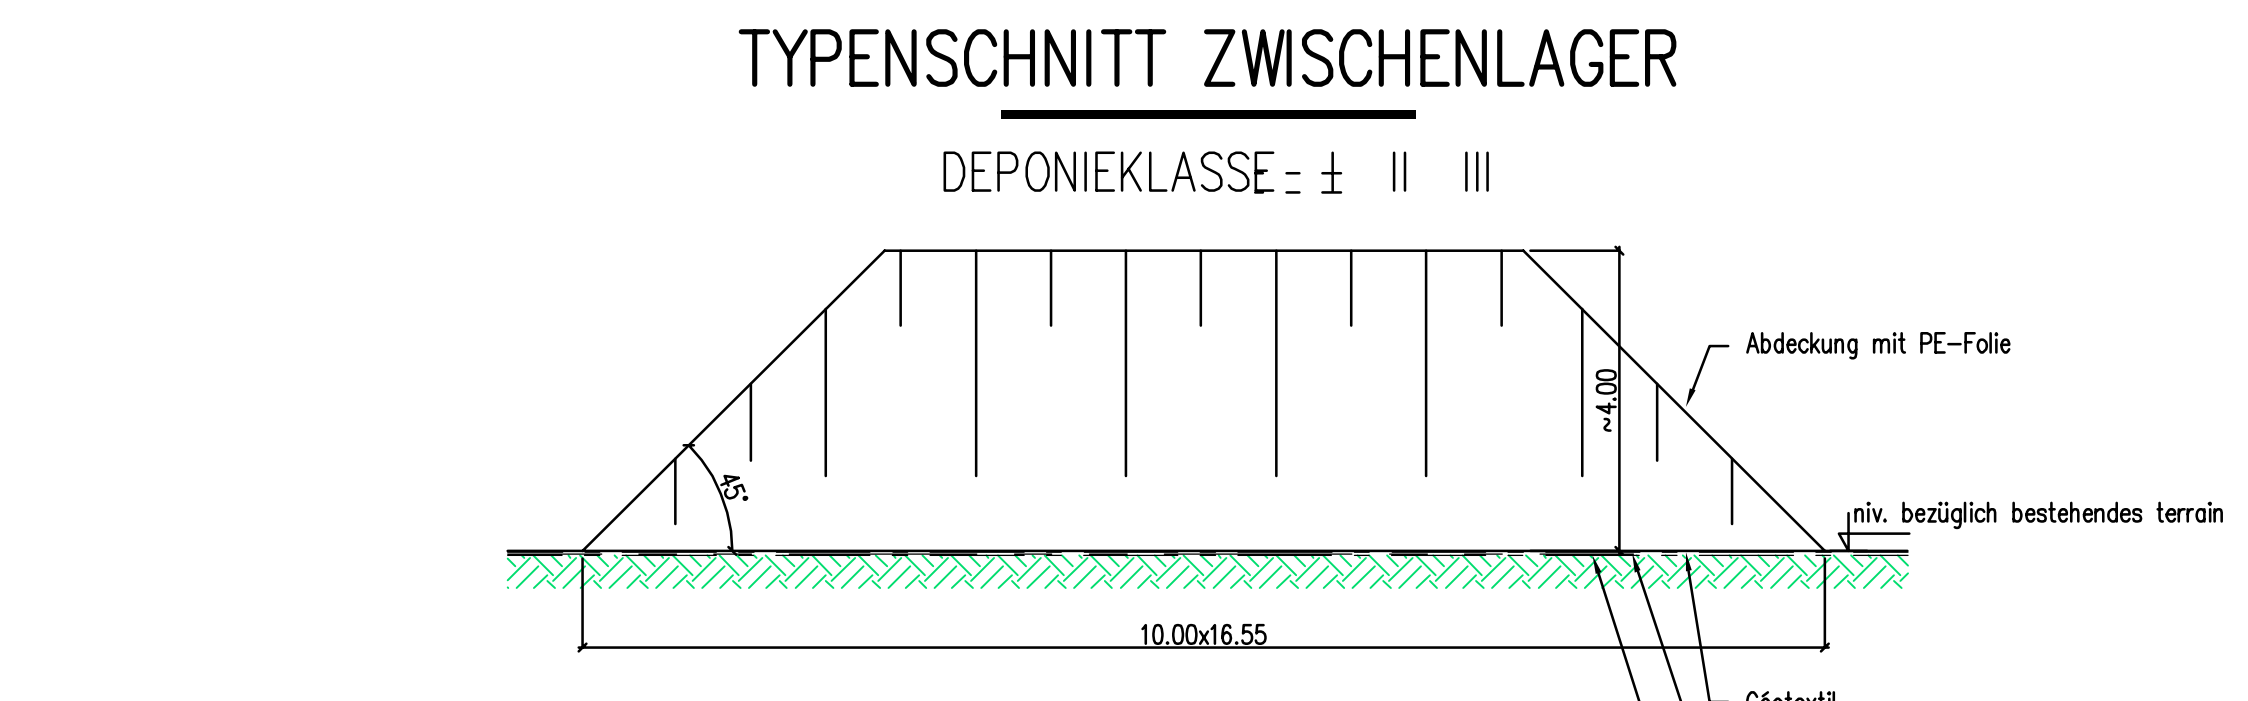 TYPENSCHNITT ZWISCHENLAGER
DEPONIEKLASSE I II III
Abdeckung mit PE-Folie
~4.00
45°
niv. bezüglich bestehendes terrain
10.00x16.55
Géotextil